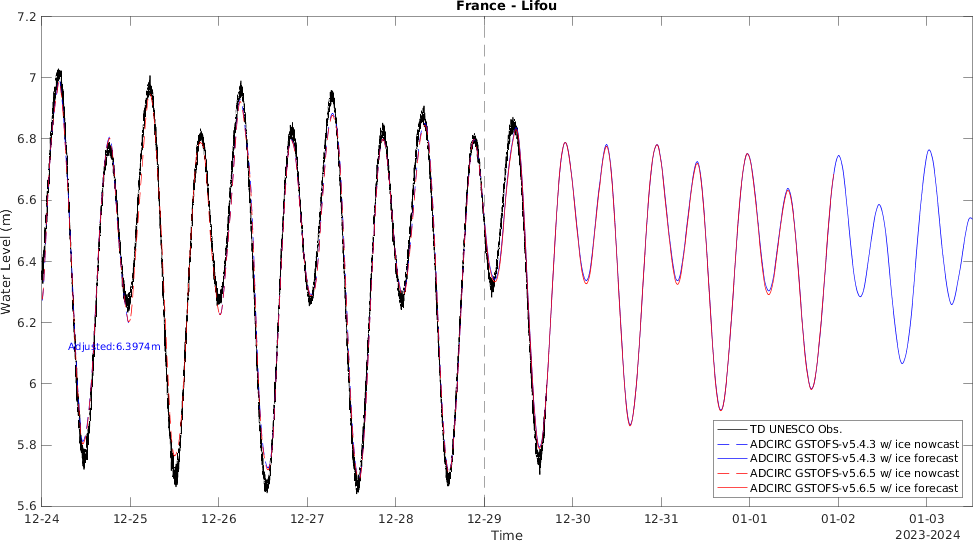 France - Lifou
7.2
7
6.8
6.6
6.4
6.2
6
5.8
5.6
Water Level (m)
Adjusted:6.3974m
TD UNESCO Obs.
ADCIRC GSTOFS-v5.4.3 w/ ice nowcast
ADCIRC GSTOFS-v5.4.3 w/ ice forecast
ADCIRC GSTOFS-v5.6.5 w/ ice nowcast
ADCIRC GSTOFS-v5.6.5 w/ ice forecast
12-24 12-25 12-26 12-27 12-28 12-29 12-30 12-31 01-01 01-02 01-03
Time
2023-2024